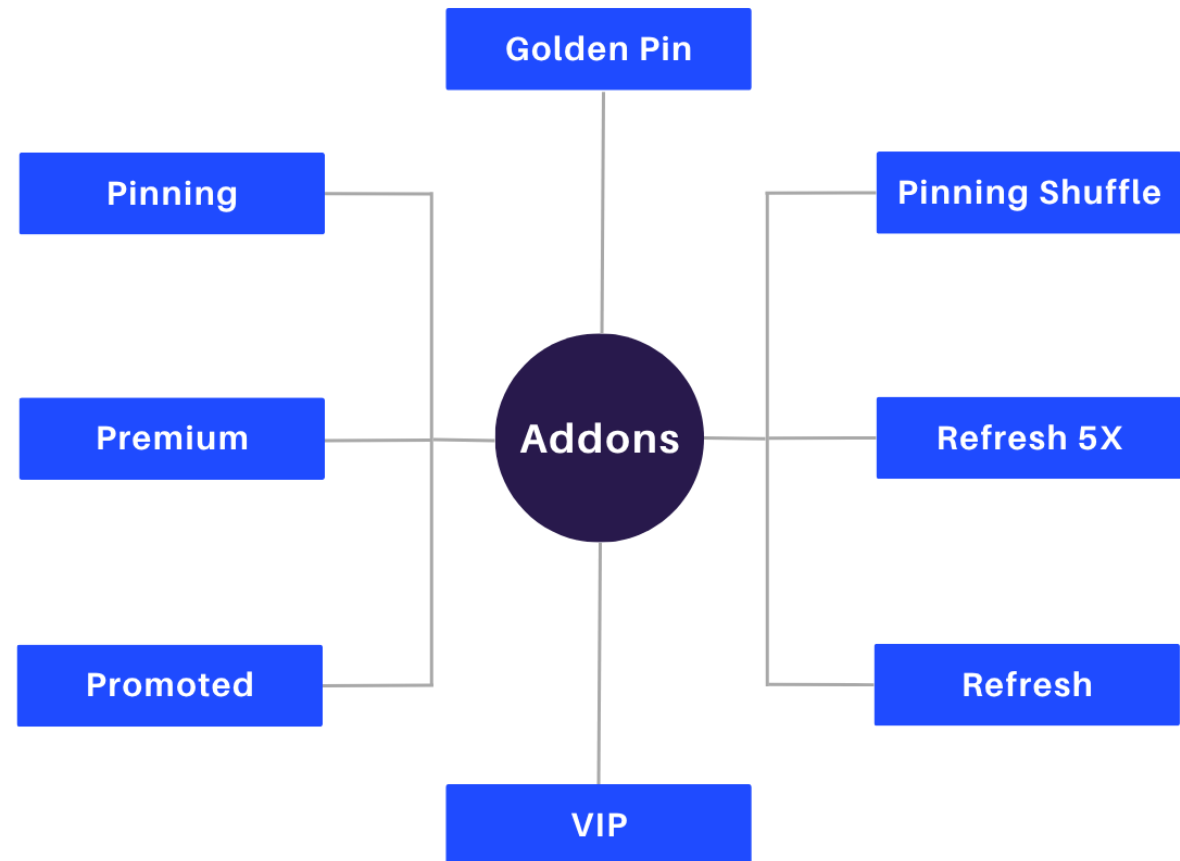 Golden Pin
Pinning
Pinning Shuffle
Premium
Addons
Refresh 5X
Promoted
Refresh
VIP